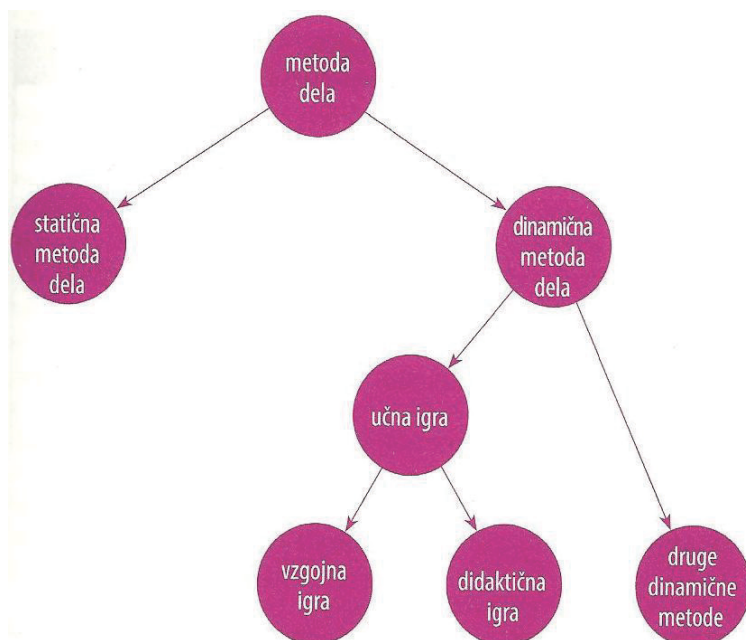 metoda
dela
statična
metoda
dela
dinamična
metoda
dela
učna igra
vzgojna
igra
didaktična
igra
druge
dinamične
metode